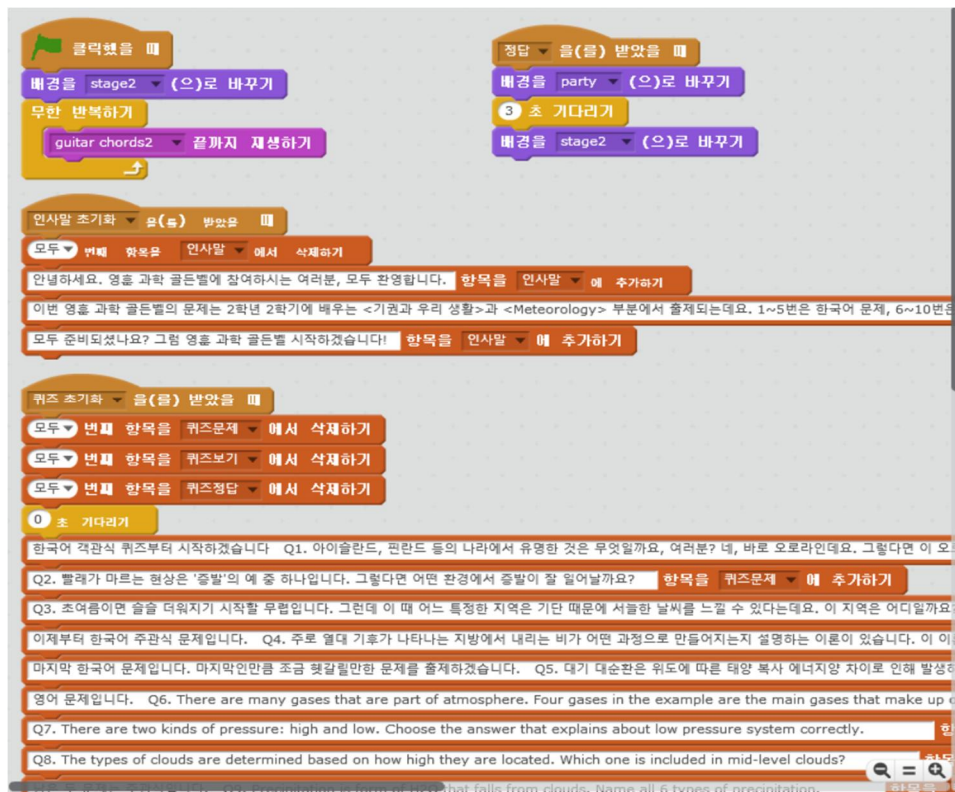 클릭했을 때
배경을 stage2 (으)로 바꾸기
무한 반복하기
guitar chords2 끝까지 재생하기
정답 을(를) 받았을 때
배경을 party (으)로 바꾸기
3 초 기다리기
배경을 stage2 (으)로 바꾸기
인사말 초기화 을(를) 받았을 때
모두 번째 항목을 인사말 에서 삭제하기
안녕하세요. 영훈 과학 골든벨에 참여하시는 여러분, 모두 환영합니다. 항목을 인사말 에 추가하기
이번 영훈 과학 골든벨의 문제는 2학년 2학기에 배우는 <기권과 우리 생활>과 <Meteorology> 부분에서 출제되는데요. 1~5번은 한국어 문제, 6~10번은
모두 준비되셨나요? 그럼 영훈 과학 골든벨 시작하겠습니다! 항목을 인사말 에 추가하기
퀴즈 초기화 을(를) 받았을 때
모두 번째 항목을 퀴즈문제 에서 삭제하기
모두 번째 항목을 퀴즈보기 에서 삭제하기
모두 번째 항목을 퀴즈정답 에서 삭제하기
0 초 기다리기
한국어 객관식 퀴즈부터 시작하겠습니다 Q1. 아이슬란드, 핀란드 등의 나라에서 유명한 것은 무엇일까요, 여러분? 네, 바로 오로라인데요. 그렇다면 이 오
Q2. 빨래가 마르는 현상은 '증발'의 예 중 하나입니다. 그렇다면 어떤 환경에서 증발이 잘 일어날까요? 항목을 퀴즈문제 에 추가하기
Q3. 초여름이면 슬슬 더워지기 시작할 무렵입니다. 그런데 이 때 어느 특정한 지역은 기단 때문에 서늘한 날씨를 느낄 수 있다는데요. 이 지역은 어디일까요
이제부터 한국어 주관식 문제입니다. Q4. 주로 열대 기후가 나타나는 지방에서 내리는 비가 어떤 과정으로 만들어지는지 설명하는 이론이 있습니다. 이 이
마지막 한국어 문제입니다. 마지막인만큼 조금 헷갈릴만한 문제를 출제하겠습니다. Q5. 대기 대순환은 위도에 따른 태양 복사 에너지양 차이로 인해 발생
영어 문제입니다. Q6. There are many gases that are part of atmosphere. Four gases in the example are the main gases that make up
Q7. There are two kinds of pressure: high and low. Choose the answer that explains about low pressure system correctly.
Q8. The types of clouds are determined based on how high they are located. Which one is included in mid-level clouds?
Q9. Precipitation is form of H2O that falls from clouds. Name all 6 types of precipitation.